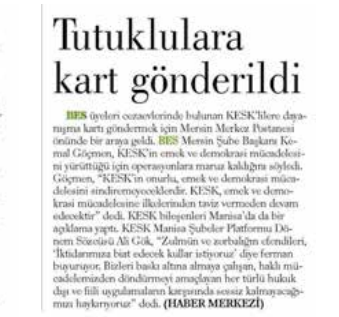 Tutuklulara
kart gönderildi
BES üyeleri cezaevlerinde bulunan KESK'lilere daya-
nışma kartı göndermek için Mersin Merkez Postanesi
önünde bir araya geldi. BES Mersin Şube Başkanı Ke-
mal Göçmen, KESK'in emek ve demokrasi mücadelesi-
ni yürüttüğü için operasyonlara maruz kaldığını söyledi.
Göçmen, "KESK'in onurlu, emek ve demokrasi müca-
delesini sindiremeyeceklerdir. KESK, emek ve demo-
krasi mücadelesine ilkelerinden taviz vermeden devam
edecektir" dedi. KESK bileşenleri Manisa'da da bir
açıklama yaptı. KESK Manisa Şubeler Platformu Dö-
nem Sözcüsü Ali Gök, "Zulmün ve zorbalığın efendileri,
'İktidarımıza biat edecek kullar istiyoruz' diye ferman
buyuruyor. Bizleri baskı altına almaya çalışan, haklı mü-
cadelemizden döndürmeyi amaçlayan her türlü hukuk
dışı ve fiili uygulamaların karşısında sessiz kalmayacağı-
mızı haykırıyoruz" dedi. (HABER MERKEZİ)